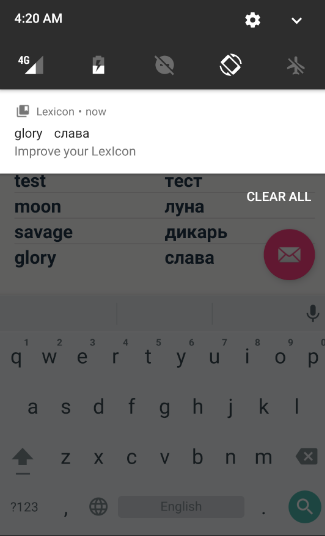 4:20 AM
4G
Lexicon • now
glory слава
Improve your LexIcon
test тест
CLEAR ALL
moon луна
savage дикарь
glory слава
1 2 3 4 5 6 7 8 9 0
q w e r t y u i o p
a s d f g h j k l
z x c v b n m
?123 , English .